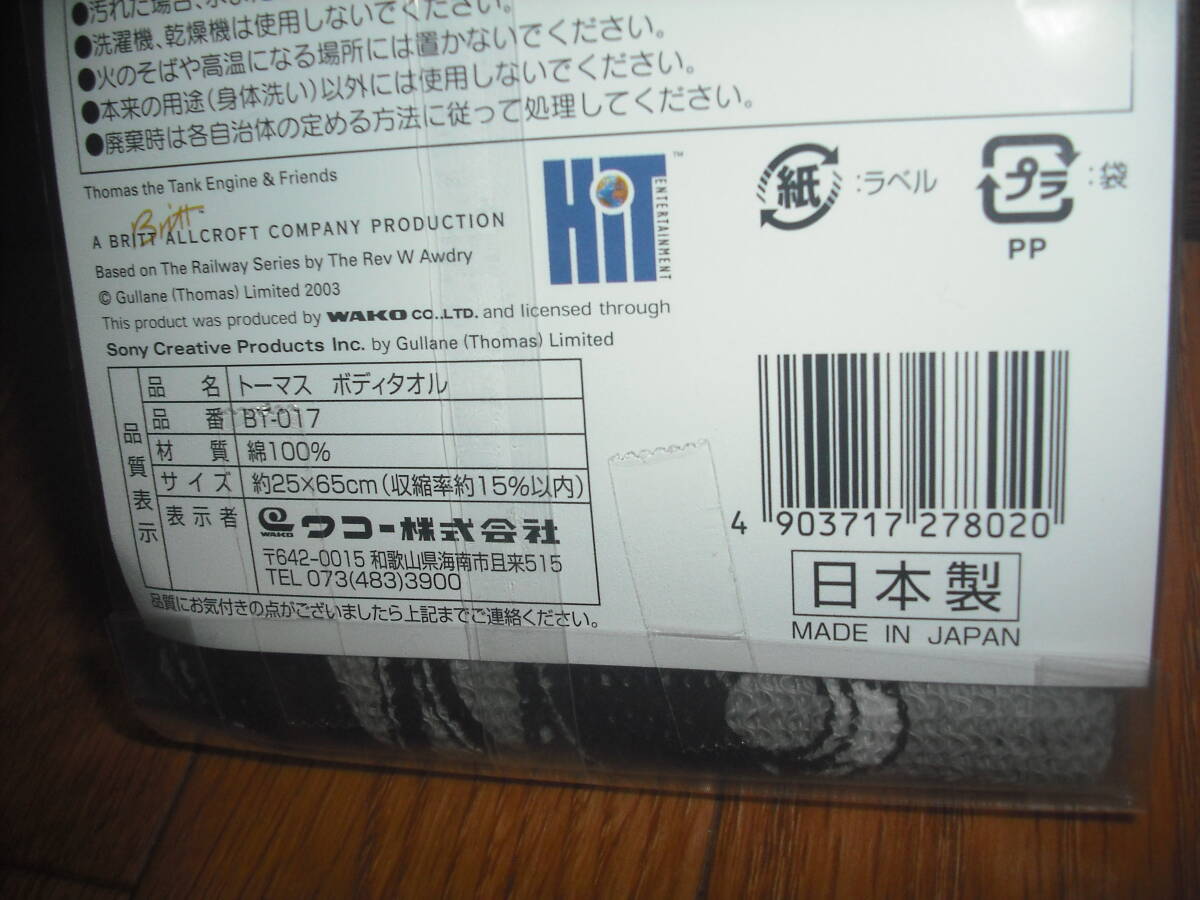 ●汚れた場合、水
●洗濯機、乾燥機は使用しないでください。
●火のそばや高温になる場所には置かないでください。
●本来の用途(身体洗い)以外には使用しないでください。
●廃棄時は各自治体の定める方法に従って処理してください。
Thomas the Tank Engine & Friends
Britt™
A BRITT ALLCROFT COMPANY PRODUCTION
Based on The Railway Series by The Rev W Awdry
© Gullane (Thomas) Limited 2003
This product was produced by WAKO CO.,LTD. and licensed through
Sony Creative Products Inc. by Gullane (Thomas) Limited
HIT ENTERTAINMENT ™
紙 :ラベル
プラ :袋
PP
品質表示
品 名 トーマス ボディタオル
品 番 BT-017
材 質 綿100%
サイズ 約25×65cm(収縮率約15%以内)
表示者 WAKO ワコー株式会社
〒642-0015 和歌山県海南市且来515
TEL 073(483)3900
品質にお気付きの点がございましたら上記までご連絡ください。
4 903717 278020
日本製
MADE IN JAPAN